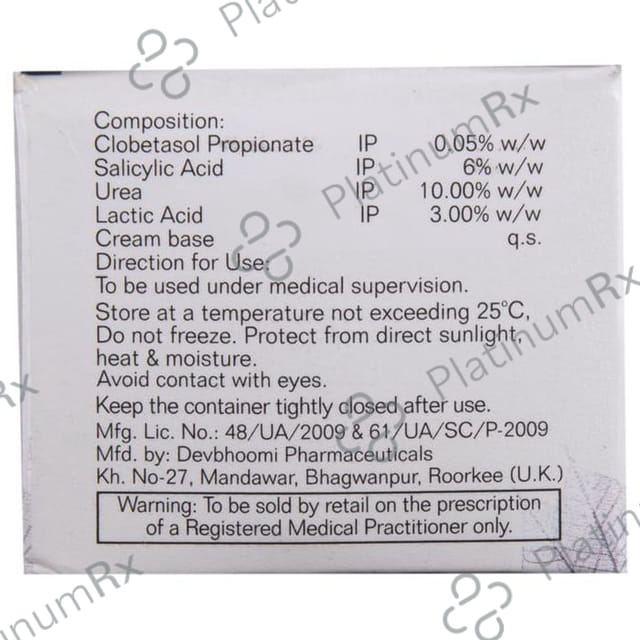 Composition:
Clobetasol Propionate IP 0.05% w/w
Salicylic Acid IP 6% w/w
Urea IP 10.00% w/w
Lactic Acid IP 3.00% w/w
Cream base q.s.
Direction for Use:
To be used under medical supervision.
Store at a temperature not exceeding 25°C,
Do not freeze. Protect from direct sunlight,
heat & moisture.
Avoid contact with eyes.
Keep the container tightly closed after use.
Mfg. Lic. No.: 48/UA/2009 & 61/UA/SC/P-2009
Mfd. by: Devbhoomi Pharmaceuticals
Kh. No-27, Mandawar, Bhagwanpur, Roorkee (U.K.)
Warning: To be sold by retail on the prescription
of a Registered Medical Practitioner only.
PlatinumRx
PlatinumRx